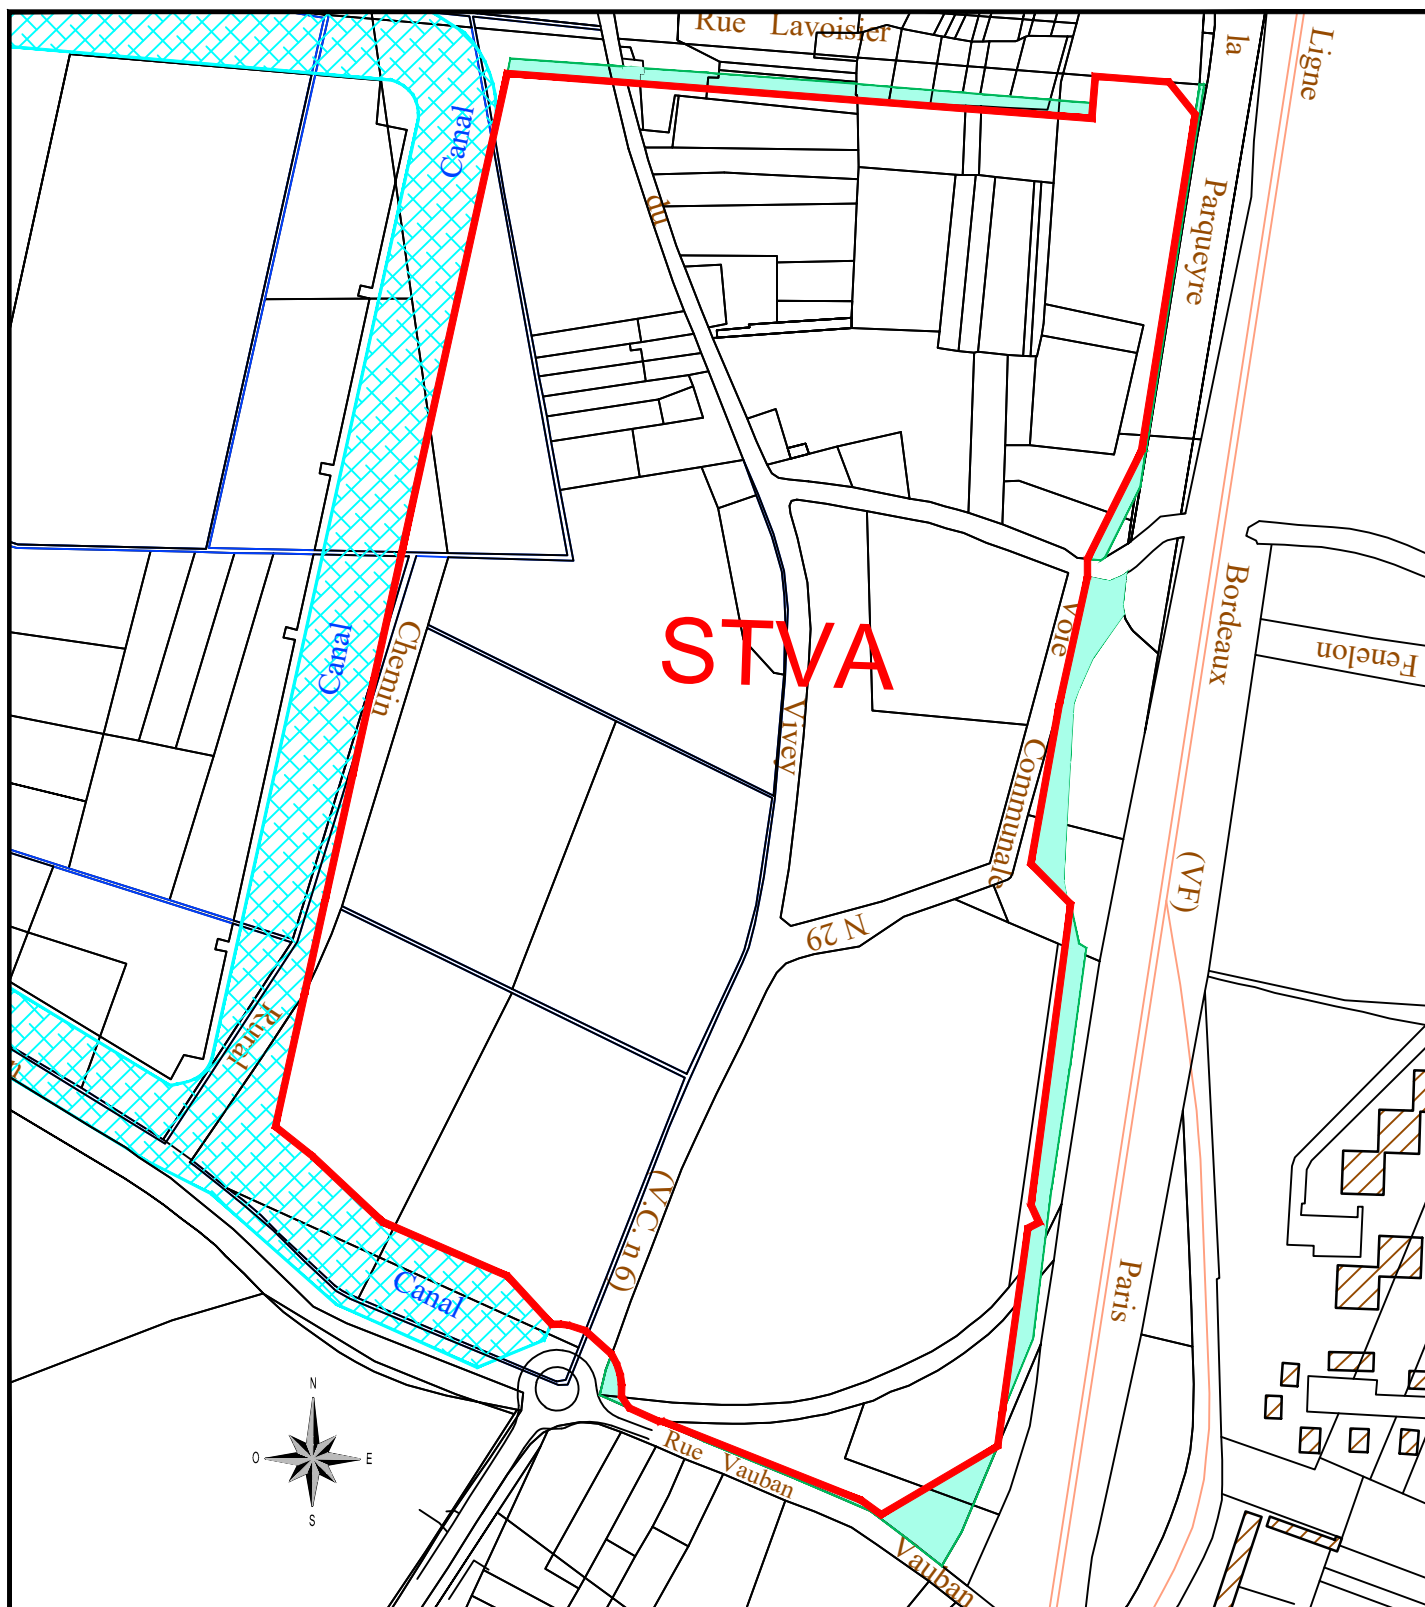 Rue Lavoisier
la
Ligne
Canal
du
Parqueyre
STVA
Canal
Chemin
Voie
Bordeaux
Fenelon
Vivey
Communale
(VF)
N 29
Rural
(V.C. n 6)
Canal
Paris
N
O
E
S
Rue Vauban
Vauban